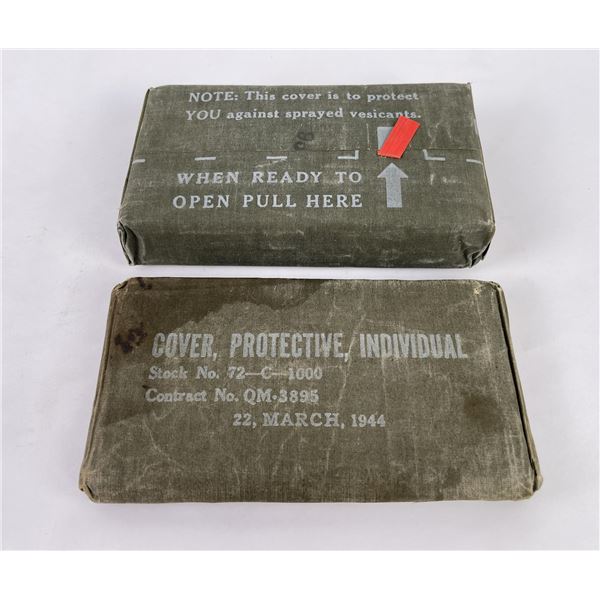 NOTE: This cover is to protect
YOU against sprayed vesicants.
WHEN READY TO
OPEN PULL HERE
COVER, PROTECTIVE, INDIVIDUAL
Stock No. 72—C—1000
Contract No. QM-3895
22, MARCH, 1944